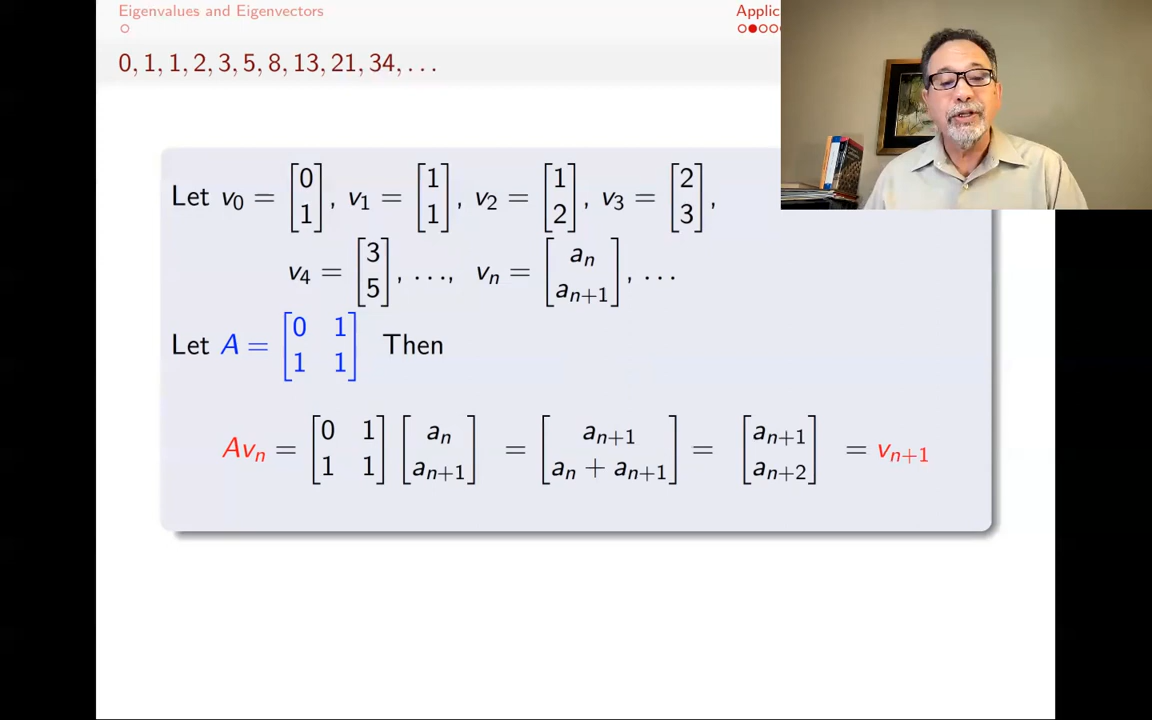 Eigenvalues and Eigenvectors
Applic
0, 1, 1, 2, 3, 5, 8, 13, 21, 34, . . .
Let v₀ = [0 1], v₁ = [1 1], v₂ = [1 2], v₃ = [2 3],
v₄ = [3 5], . . . , vₙ = [aₙ aₙ₊₁], . . .
Let A = [0 1 1 1] Then
Avₙ = [0 1 1 1] [aₙ aₙ₊₁] = [aₙ₊₁ aₙ + aₙ₊₁] = [aₙ₊₁ aₙ₊₂] = vₙ₊₁